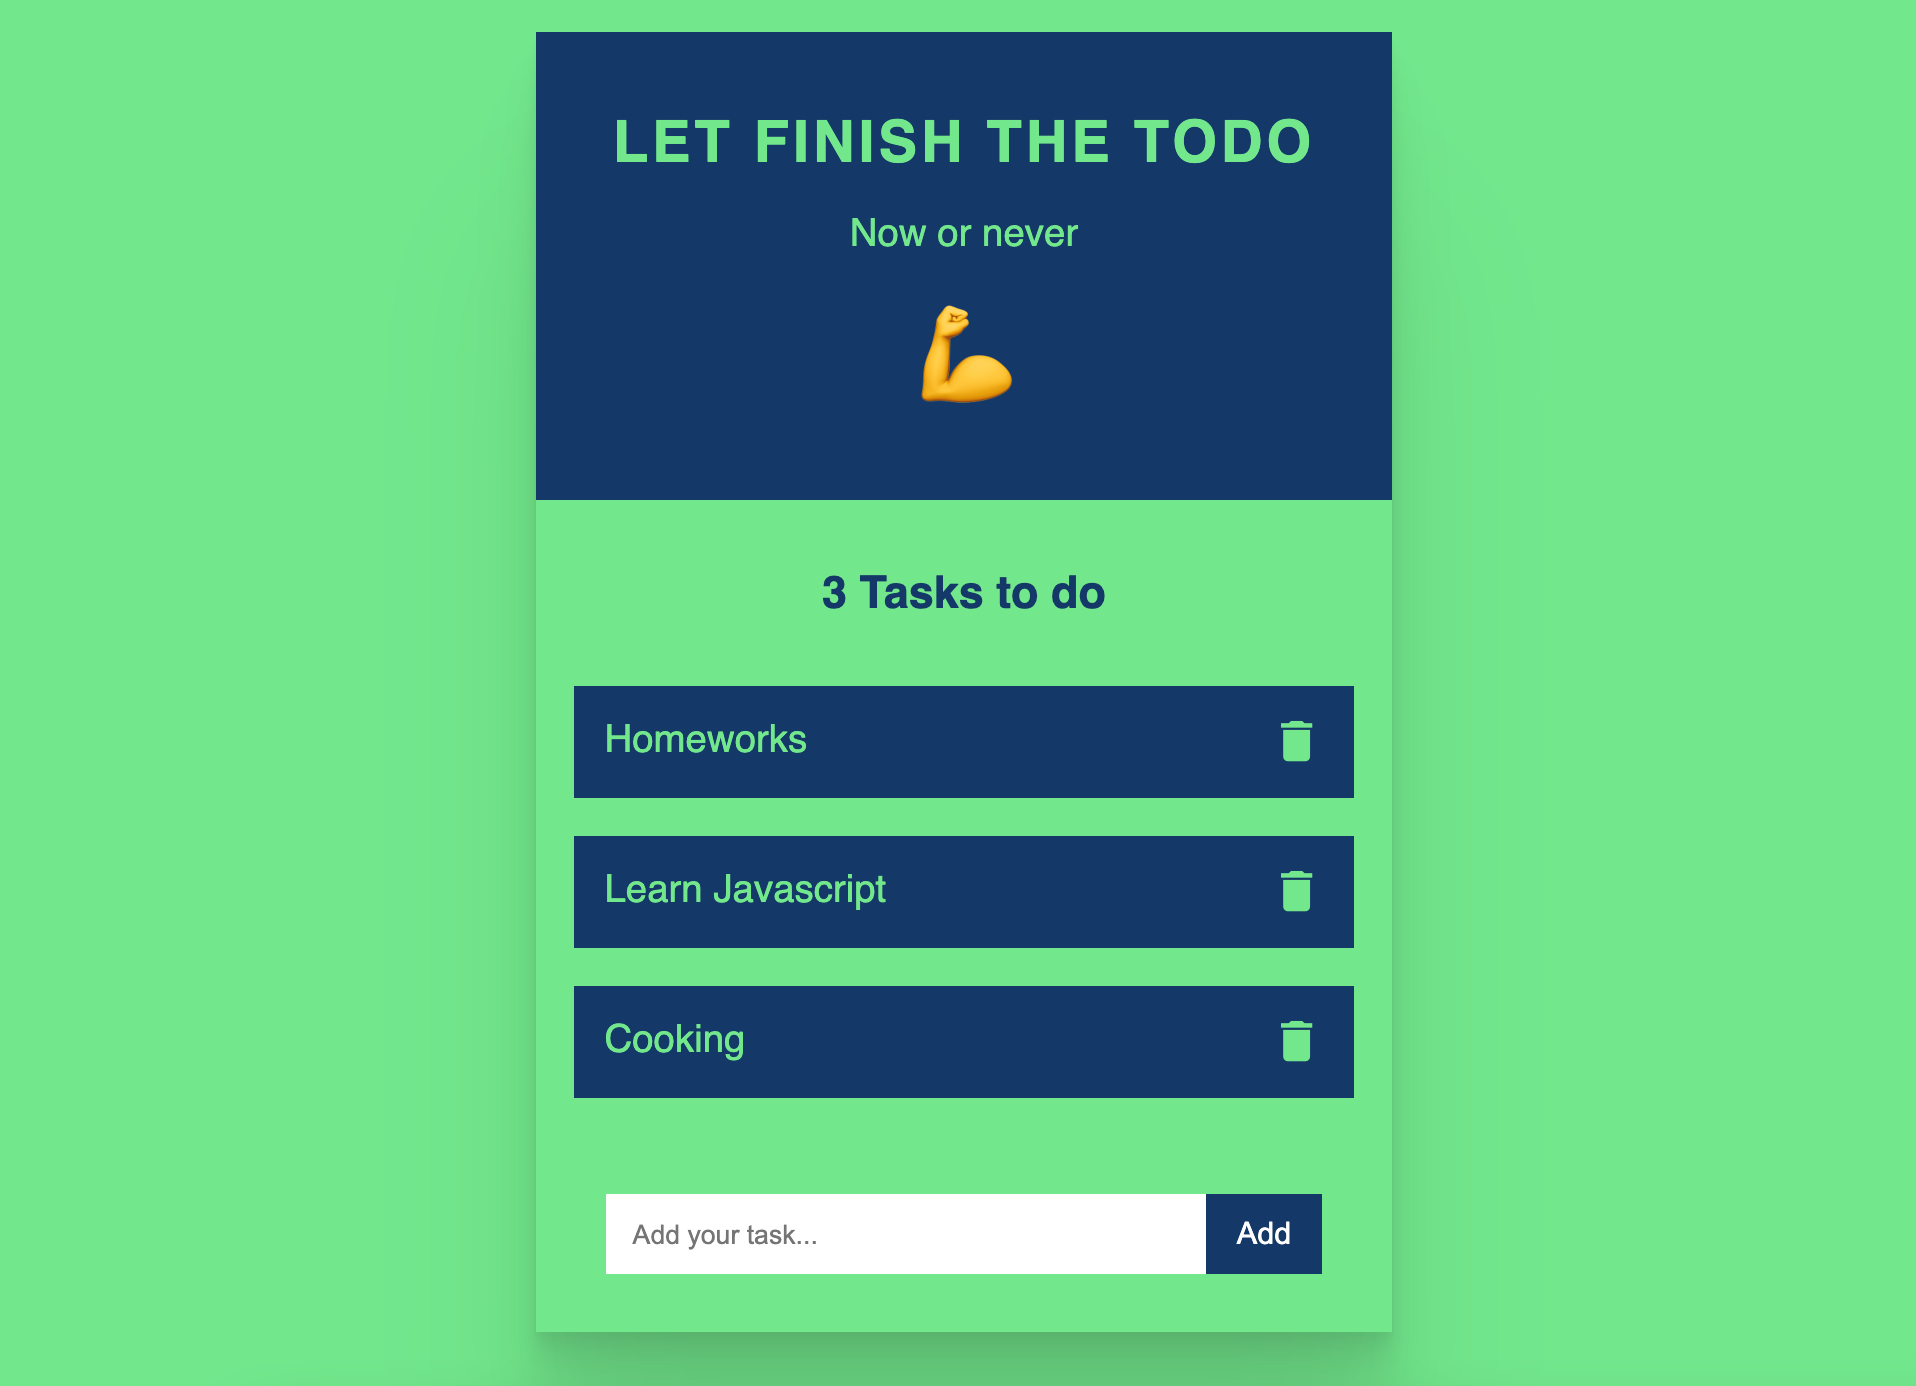 LET FINISH THE TODO
Now or never
3 Tasks to do
Homeworks
Learn Javascript
Cooking
Add your task...
Add